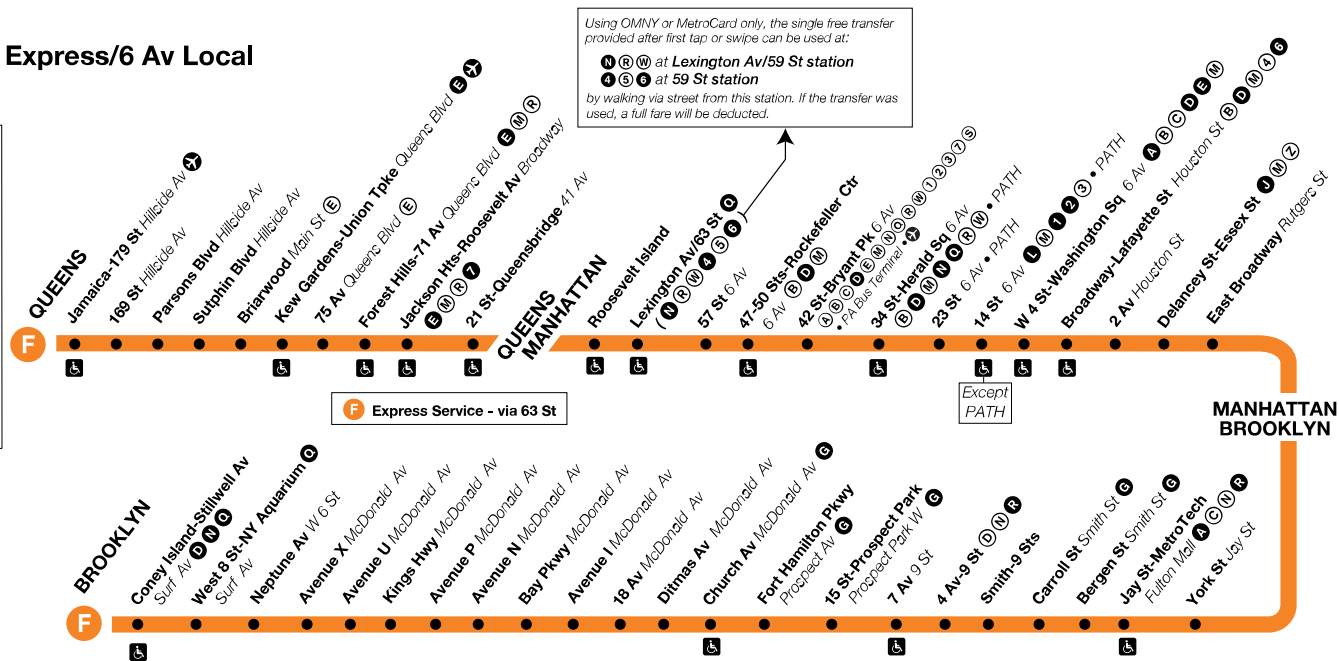 Express/6 Av Local
Using OMNY or MetroCard only, the single free transfer
provided after first tap or swipe can be used at:
N R W at Lexington Av/59 St station
4 5 6 at 59 St station
by walking via street from this station. If the transfer was
used, a full fare will be deducted.
QUEENS
F
Jamaica-179 St Hillside Av
169 St Hillside Av
Parsons Blvd Hillside Av
Sutphin Blvd Hillside Av
Briarwood Main St E
Kew Gardens-Union Tpke Queens Blvd E
75 Av Queens Blvd E
Forest Hills-71 Av Queens Blvd E M R
Jackson Hts-Roosevelt Av Broadway
E M R 7
21 St-Queensbridge 41 Av
QUEENS
MANHATTAN
Roosevelt Island
Lexington Av/63 St Q
( N R W 4 5 6 )
57 St 6 Av
47-50 Sts-Rockefeller Ctr
6 Av B D M
42 St-Bryant Pk 6 Av
A B C D E M N Q R W 1 2 3 7 S
• PA Bus Terminal •
34 St-Herald Sq 6 Av
B D M N Q R W • PATH
23 St 6 Av • PATH
14 St 6 Av L M 1 2 3 • PATH
Except
PATH
W 4 St-Washington Sq 6 Av A B C D E M
Broadway-Lafayette St Houston St B D M 4 6
2 Av Houston St
Delancey St-Essex St J M Z
East Broadway Rutgers St
F Express Service - via 63 St
MANHATTAN
BROOKLYN
BROOKLYN
F
Coney Island-Stillwell Av
Surf Av D N Q
West 8 St-NY Aquarium Q
Surf Av
Neptune Av W 6 St
Avenue X McDonald Av
Avenue U McDonald Av
Kings Hwy McDonald Av
Avenue P McDonald Av
Avenue N McDonald Av
Bay Pkwy McDonald Av
Avenue I McDonald Av
18 Av McDonald Av
Ditmas Av McDonald Av
Church Av McDonald Av G
Fort Hamilton Pkwy
Prospect Av G
15 St-Prospect Park
Prospect Park W G
7 Av 9 St
4 Av-9 St D N R
Smith-9 Sts
Carroll St Smith St G
Bergen St Smith St G
Jay St-MetroTech
Fulton Mall A C N R
York St Jay St